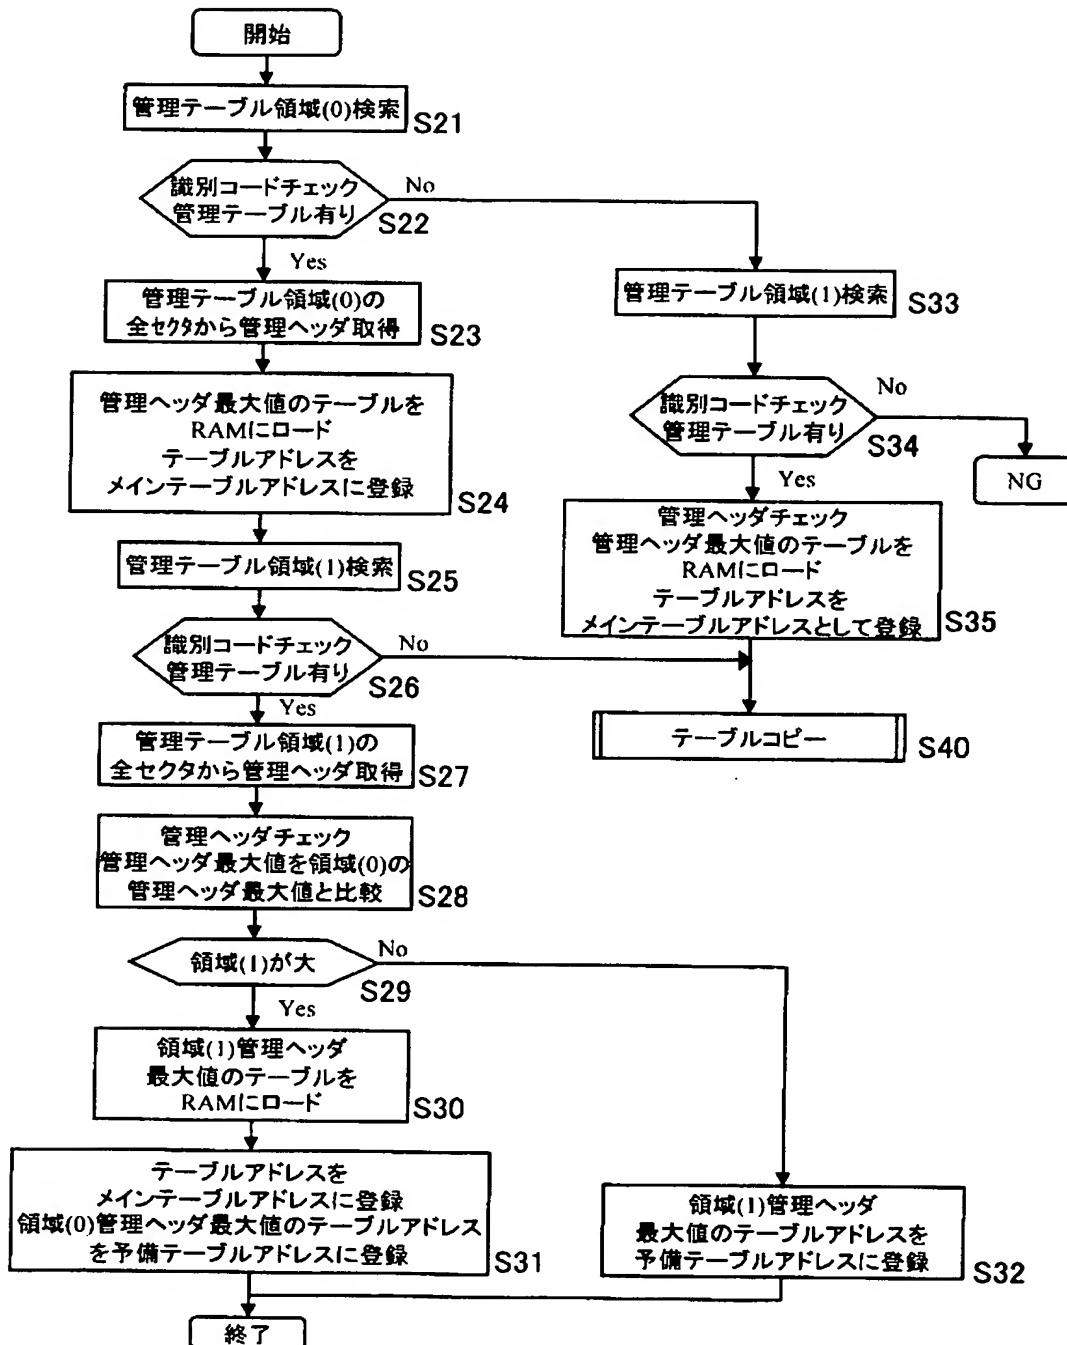 開始
管理テーブル領域(0)検索
S21
識別コードチェック
管理テーブル有り
S22
No
Yes
管理テーブル領域(0)の
全セクタから管理ヘッダ取得
S23
管理ヘッダ最大値のテーブルを
RAMにロード
テーブルアドレスを
メインテーブルアドレスに登録
S24
管理テーブル領域(1)検索
S25
識別コードチェック
管理テーブル有り
S26
No
Yes
管理テーブル領域(1)の
全セクタから管理ヘッダ取得
S27
管理ヘッダチェック
管理ヘッダ最大値を領域(0)の
管理ヘッダ最大値と比較
S28
領域(1)が大
S29
No
Yes
領域(1)管理ヘッダ
最大値のテーブルを
RAMにロード
S30
テーブルアドレスを
メインテーブルアドレスに登録
領域(0)管理ヘッダ最大値のテーブルアドレス
を予備テーブルアドレスに登録
S31
終了
管理テーブル領域(1)検索
S33
識別コードチェック
管理テーブル有り
S34
No
NG
Yes
管理ヘッダチェック
管理ヘッダ最大値のテーブルを
RAMにロード
テーブルアドレスを
メインテーブルアドレスとして登録
S35
テーブルコピー
S40
領域(1)管理ヘッダ
最大値のテーブルアドレスを
予備テーブルアドレスに登録
S32